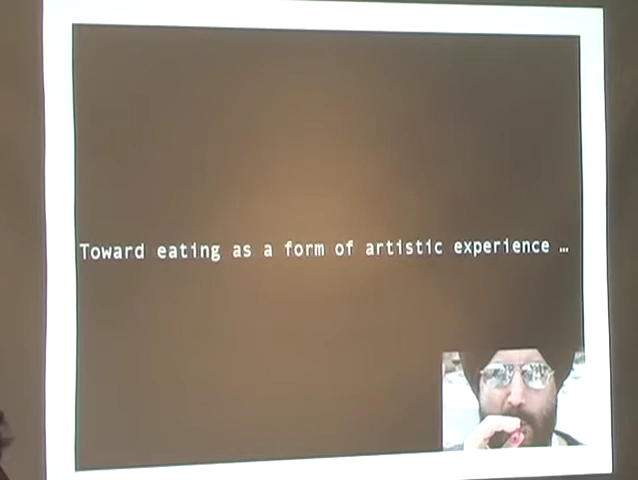 Toward eating as a form of artistic experience …